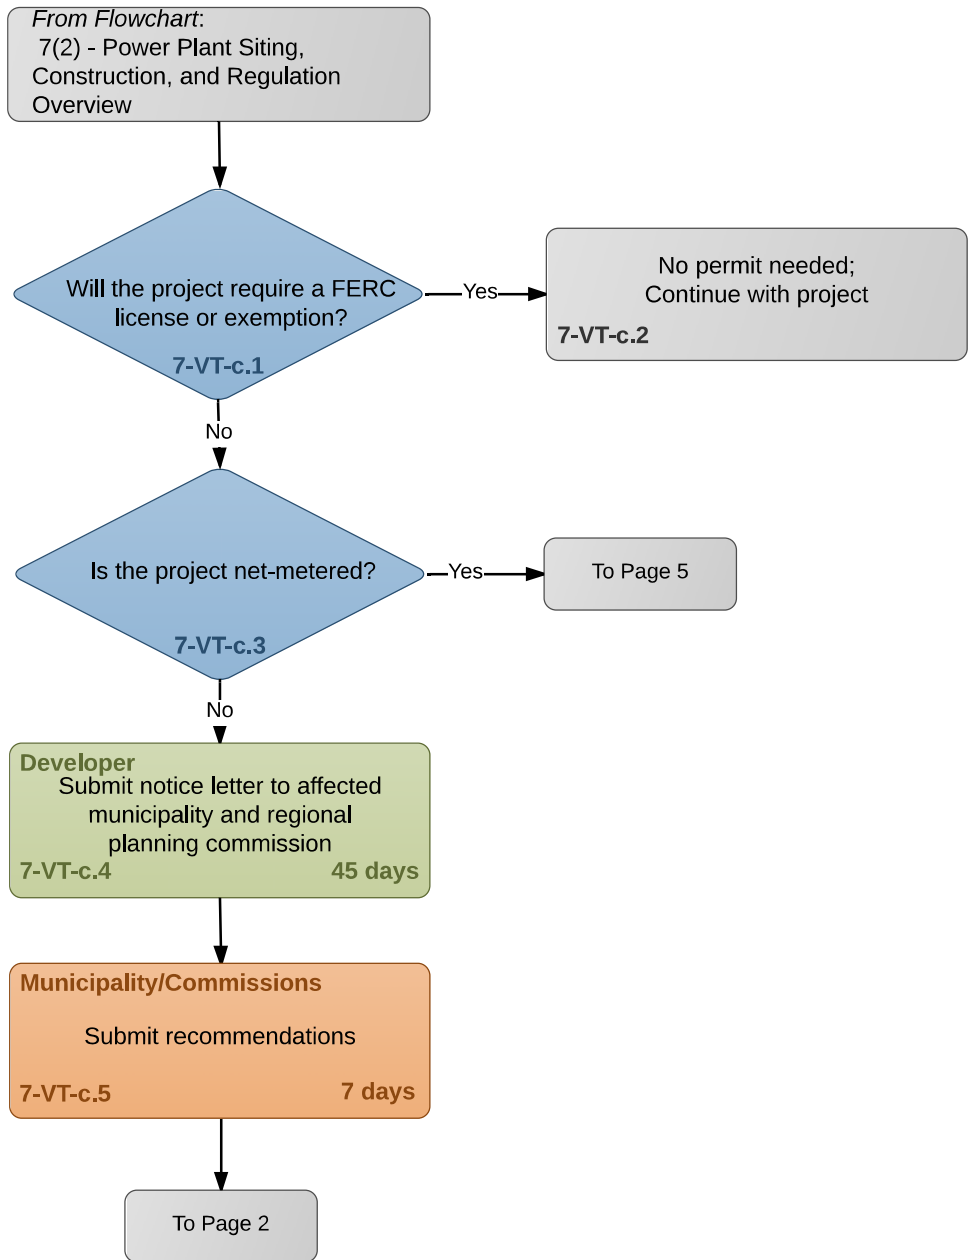 From Flowchart:
7(2) - Power Plant Siting,
Construction, and Regulation
Overview
Will the project require a FERC
license or exemption?
7-VT-c.1
Yes
No permit needed;
Continue with project
7-VT-c.2
No
Is the project net-metered?
7-VT-c.3
Yes
To Page 5
No
Developer
Submit notice letter to affected
municipality and regional
planning commission
7-VT-c.4
45 days
Municipality/Commissions
Submit recommendations
7-VT-c.5
7 days
To Page 2